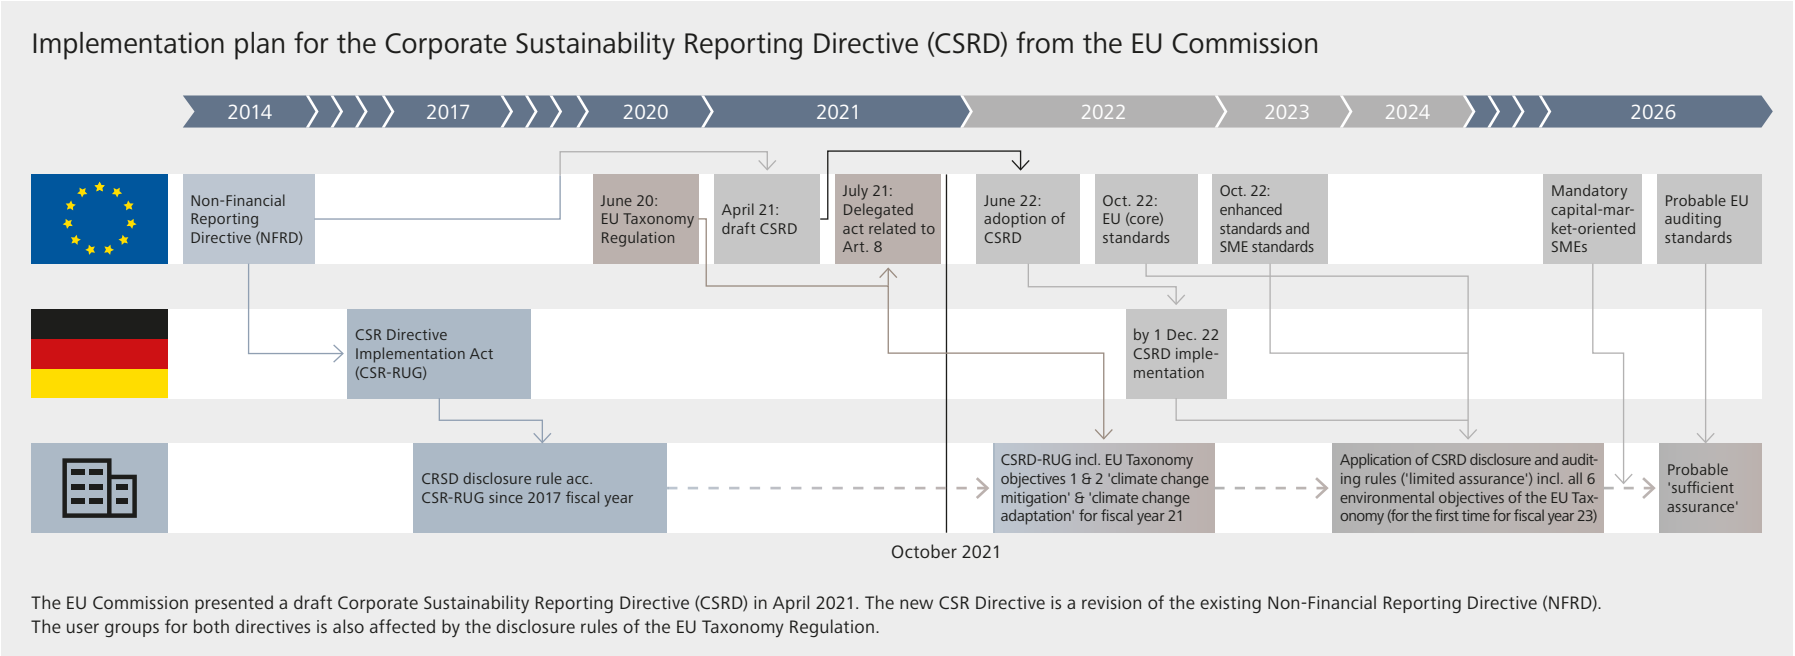 Implementation plan for the Corporate Sustainability Reporting Directive (CSRD) from the EU Commission
2014
2017
2020
2021
2022
2023
2024
2026
Non-Financial
Reporting
Directive (NFRD)
June 20:
EU Taxonomy
Regulation
April 21:
draft CSRD
July 21:
Delegated
act related to
Art. 8
June 22:
adoption of
CSRD
Oct. 22:
EU (core)
standards
Oct. 22:
enhanced
standards and
SME standards
Mandatory
capital-mar-
ket-oriented
SMEs
Probable EU
auditing
standards
CSR Directive
Implementation Act
(CSR-RUG)
by 1 Dec. 22
CSRD imple-
mentation
CRSD disclosure rule acc.
CSR-RUG since 2017 fiscal year
CSRD-RUG incl. EU Taxonomy
objectives 1 & 2 'climate change
mitigation' & 'climate change
adaptation' for fiscal year 21
Application of CSRD disclosure and audit-
ing rules ('limited assurance') incl. all 6
environmental objectives of the EU Tax-
onomy (for the first time for fiscal year 23)
Probable
'sufficient
assurance'
October 2021
The EU Commission presented a draft Corporate Sustainability Reporting Directive (CSRD) in April 2021. The new CSR Directive is a revision of the existing Non-Financial Reporting Directive (NFRD).
The user groups for both directives is also affected by the disclosure rules of the EU Taxonomy Regulation.